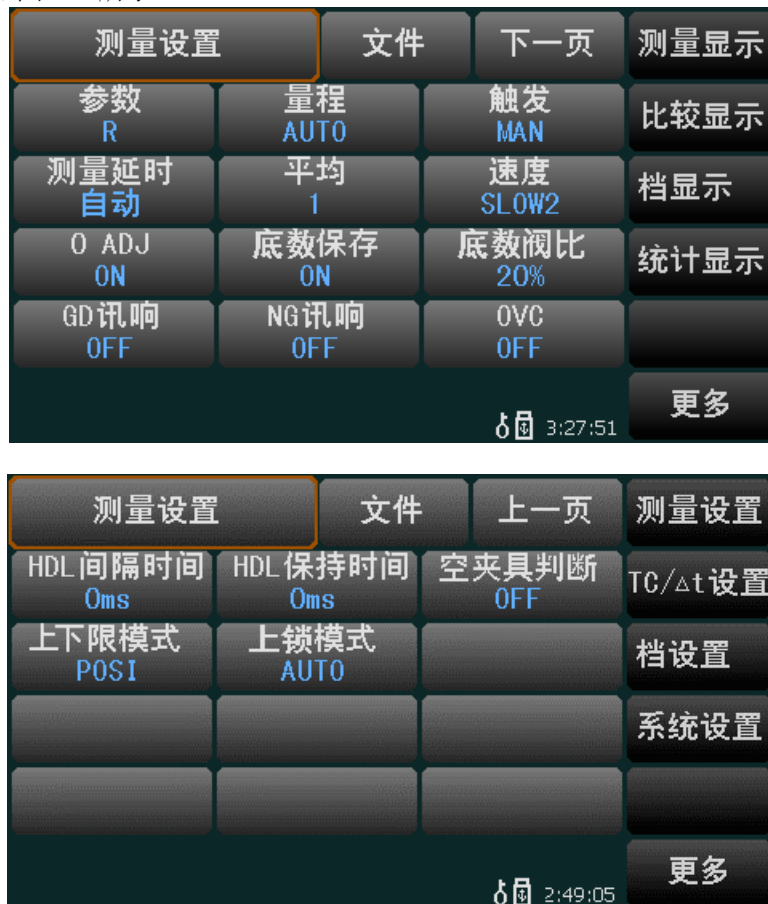 测量设置 文件 下一页 测量显示
参数 量程 触发 比较显示
R AUTO MAN
测量延时 平均 速度 档显示
自动 1 SLOW2
0 ADJ 底数保存 底数阀比 统计显示
ON ON 20%
GD讯响 NG讯响 OVC
OFF OFF OFF
更多
3:27:51
测量设置 文件 上一页 测量设置
HDL间隔时间 HDL保持时间 空夹具判断 TC/△t设置
0ms 0ms OFF
上下限模式 上锁模式 档设置
POSI AUTO
系统设置
更多
2:49:05